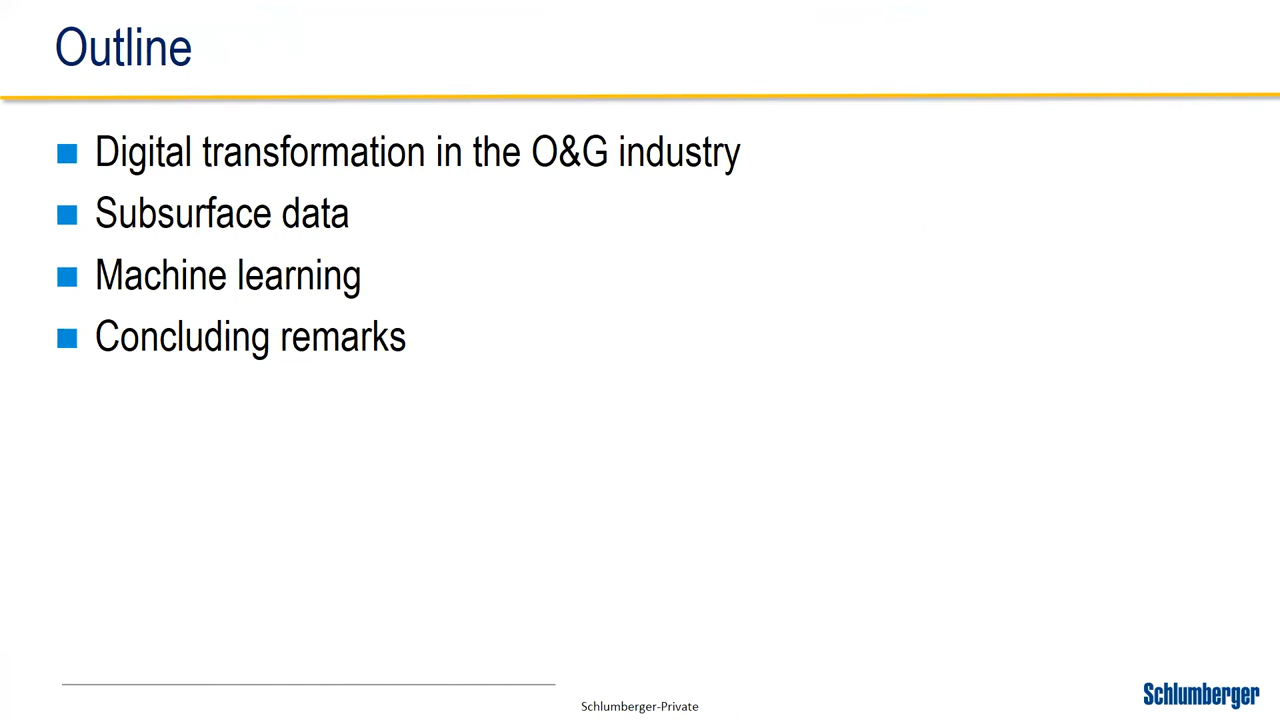 Outline
Digital transformation in the O&G industry
Subsurface data
Machine learning
Concluding remarks
Schlumberger-Private
Schlumberger